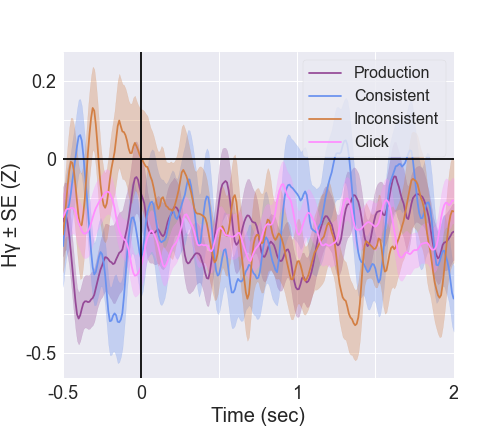 Production
Consistent
Inconsistent
Click
0.2
0
-0.5
Hγ ± SE (Z)
-0.5 0 1 2
Time (sec)